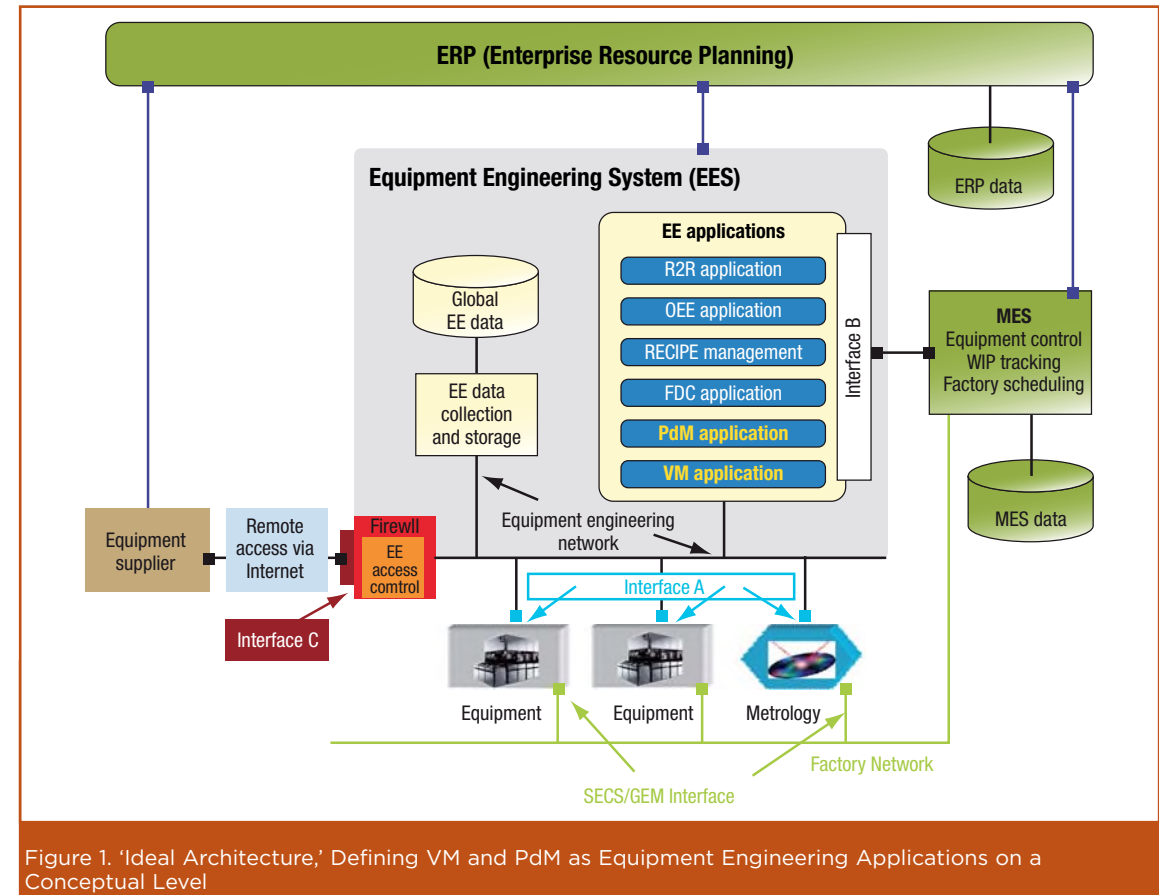 ERP (Enterprise Resource Planning)
ERP data
Equipment Engineering System (EES)
EE applications
R2R application
OEE application
RECIPE management
FDC application
PdM application
VM application
Interface B
Global
EE data
EE data
collection
and storage
MES
Equipment control
WIP tracking
Factory scheduling
MES data
Equipment engineering
network
Equipment
supplier
Remote
access via
Internet
Firewll
EE
access
comtrol
Interface C
Interface A
Equipment
Equipment
Metrology
Factory Network
SECS/GEM Interface
Figure 1. ‘Ideal Architecture,’ Defining VM and PdM as Equipment Engineering Applications on a
Conceptual Level